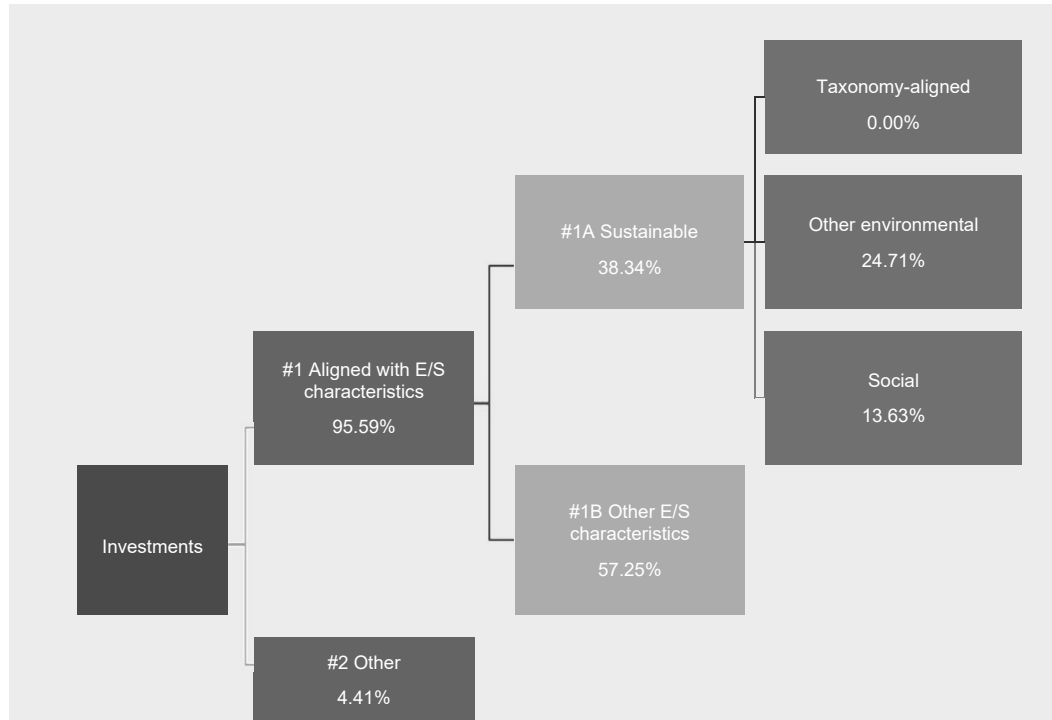 Taxonomy-aligned
0.00%
#1A Sustainable
38.34%
Other environmental
24.71%
#1 Aligned with E/S
characteristics
95.59%
Social
13.63%
Investments
#1B Other E/S
characteristics
57.25%
#2 Other
4.41%